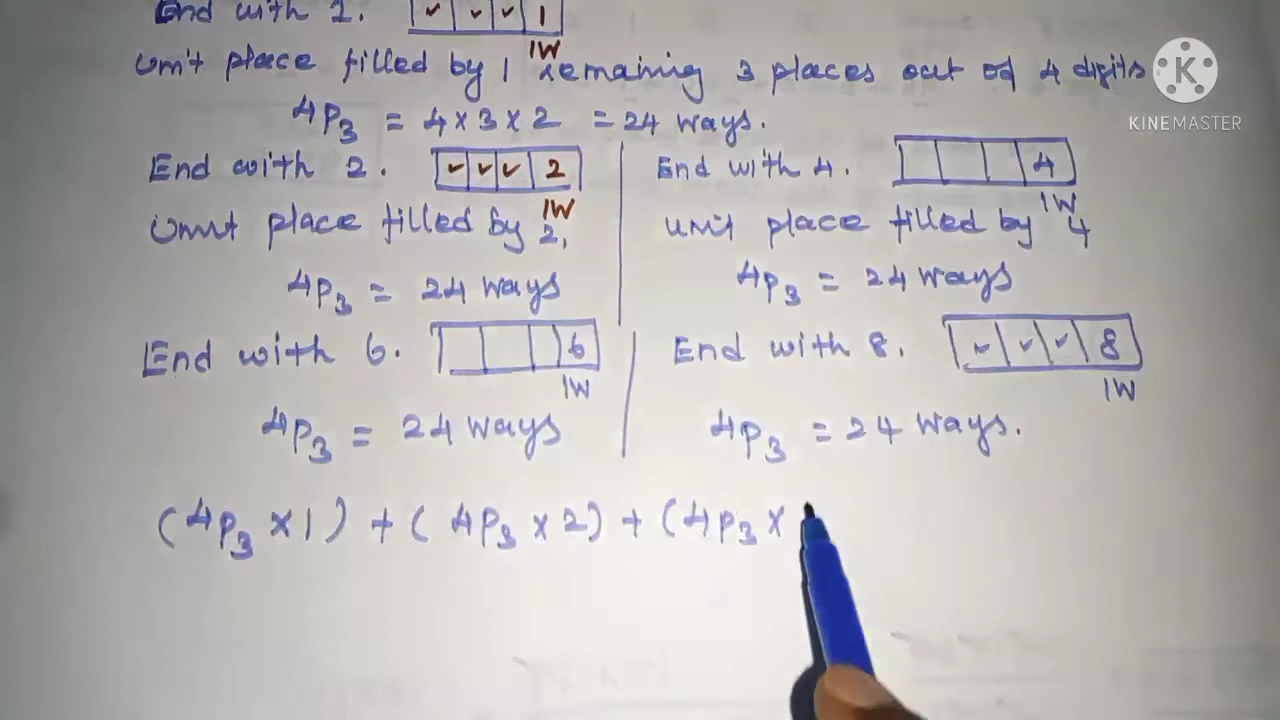 End with 1. 1
1W
Unit place filled by 1 remaining 3 places out of 4 digits
4P3 = 4×3×2 = 24 ways.
K
KINEMASTER
End with 2. 2
1W
Unit place filled by 2,
4P3 = 24 ways
End with 4. 4
1W
Unit place filled by 4
4P3 = 24 ways
End with 6. 6
1W
4P3 = 24 ways
End with 8. 8
1W
4P3 = 24 ways.
(4P3 × 1) + (4P3 × 2) + (4P3 ×